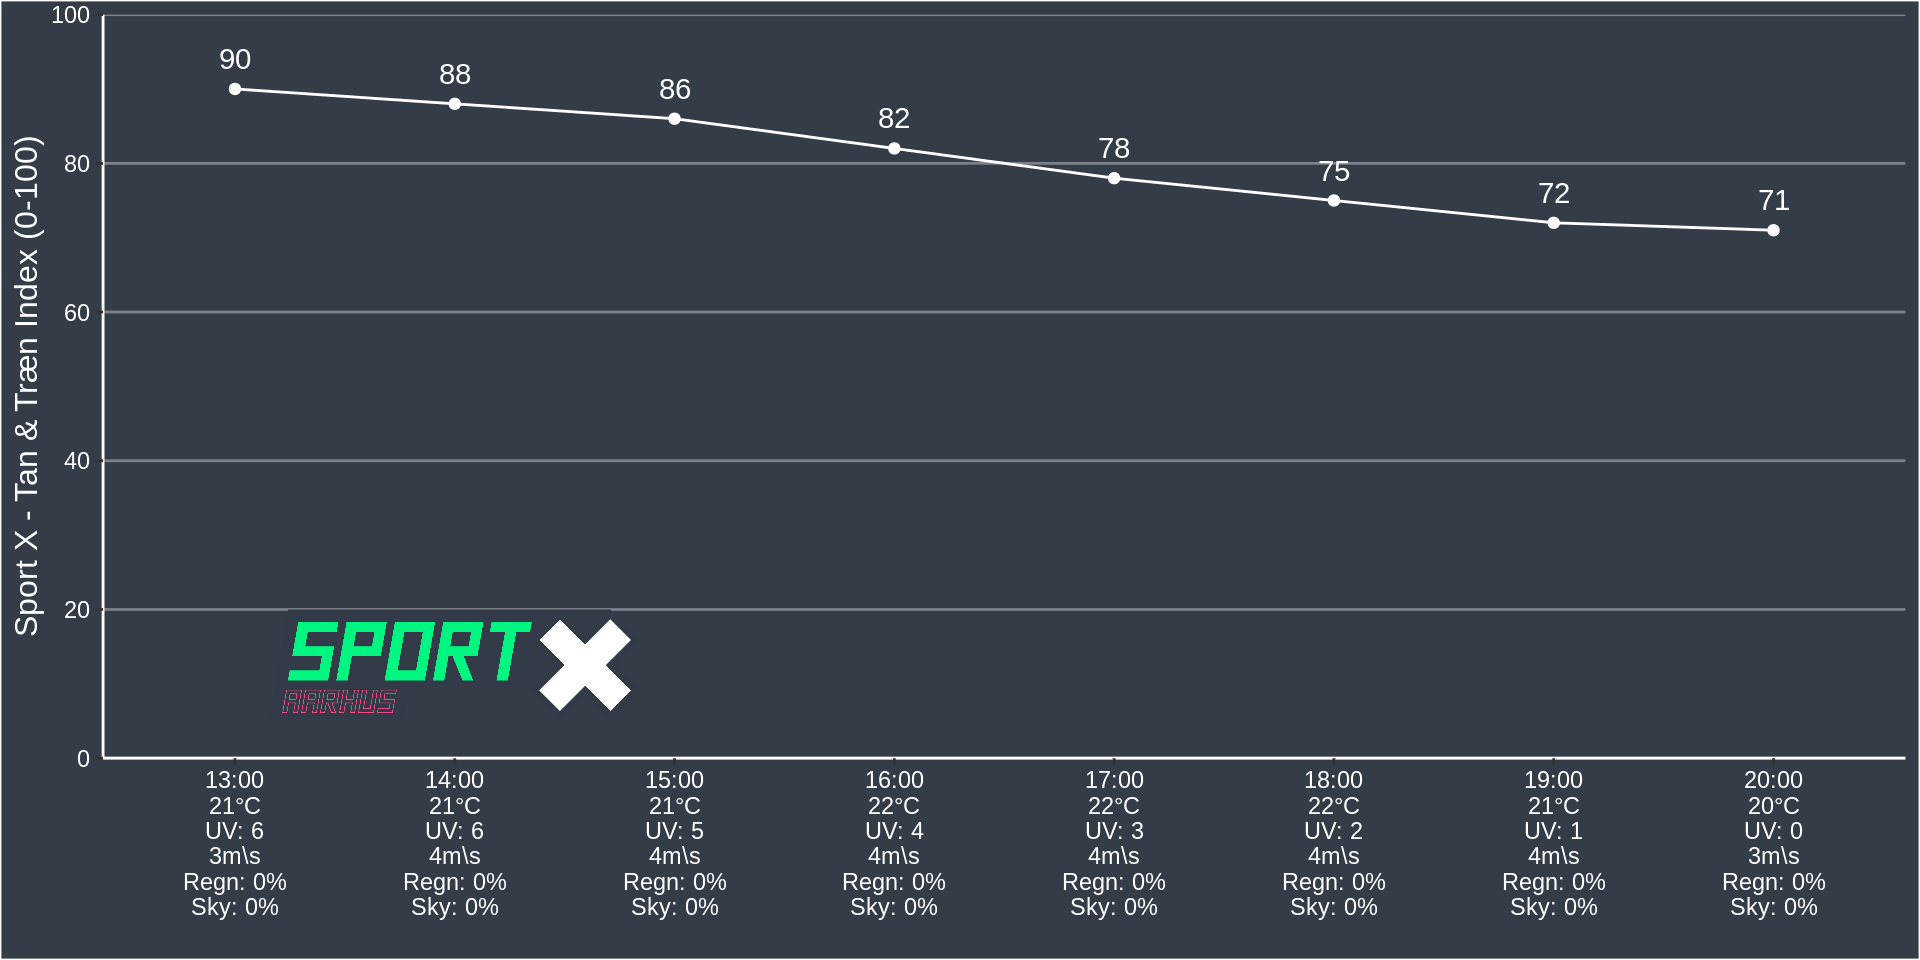 Sport X - Tan & Træn Index (0-100)
100
80
60
40
20
0
90
88
86
82
78
75
72
71
SPORT X
AARHUS
13:00
21°C
UV: 6
3m\s
Regn: 0%
Sky: 0%
14:00
21°C
UV: 6
4m\s
Regn: 0%
Sky: 0%
15:00
21°C
UV: 5
4m\s
Regn: 0%
Sky: 0%
16:00
22°C
UV: 4
4m\s
Regn: 0%
Sky: 0%
17:00
22°C
UV: 3
4m\s
Regn: 0%
Sky: 0%
18:00
22°C
UV: 2
4m\s
Regn: 0%
Sky: 0%
19:00
21°C
UV: 1
4m\s
Regn: 0%
Sky: 0%
20:00
20°C
UV: 0
3m\s
Regn: 0%
Sky: 0%